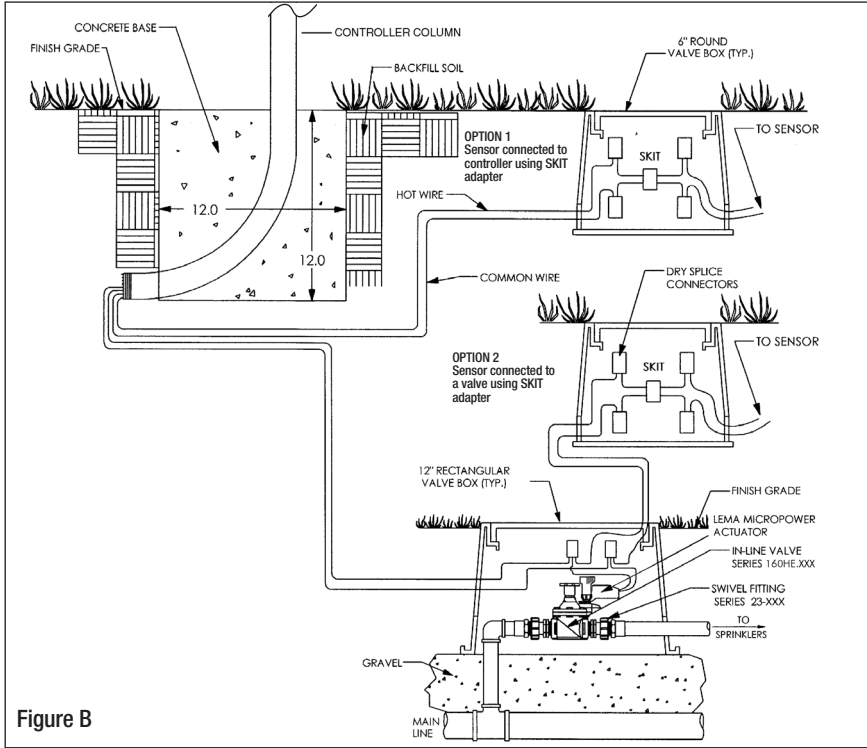 CONCRETE BASE
FINISH GRADE
CONTROLLER COLUMN
BACKFILL SOIL
6" ROUND
VALVE BOX (TYP.)
OPTION 1
Sensor connected to
controller using SKIT
adapter
SKIT
TO SENSOR
HOT WIRE
12.0
12.0
COMMON WIRE
DRY SPLICE
CONNECTORS
OPTION 2
Sensor connected to
a valve using SKIT
adapter
SKIT
TO SENSOR
12" RECTANGULAR
VALVE BOX (TYP.)
FINISH GRADE
LEMA MICROPOWER
ACTUATOR
IN-LINE VALVE
SERIES 160HE.XXX
SWIVEL FITTING
SERIES 23-XXX
TO
SPRINKLERS
GRAVEL
MAIN
LINE
Figure B